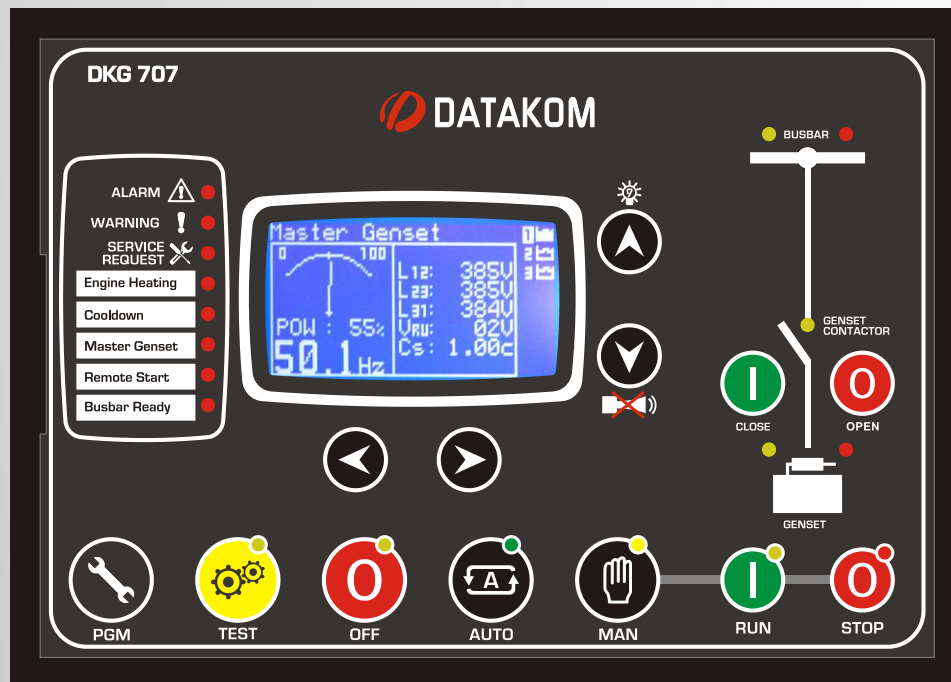 DKG 707
DATAKOM
ALARM
WARNING
SERVICE
REQUEST
Engine Heating
Cooldown
Master Genset
Remote Start
Busbar Ready
Master Genset
0 100
POW : 55%
50.1Hz
L12: 385V
L23: 385V
L31: 384V
VRU: 02V
Cs: 1.00c
1
2
3
BUSBAR
GENSET
CONTACTOR
I
CLOSE
O
OPEN
GENSET
PGM
TEST
O
OFF
A
AUTO
MAN
I
RUN
O
STOP